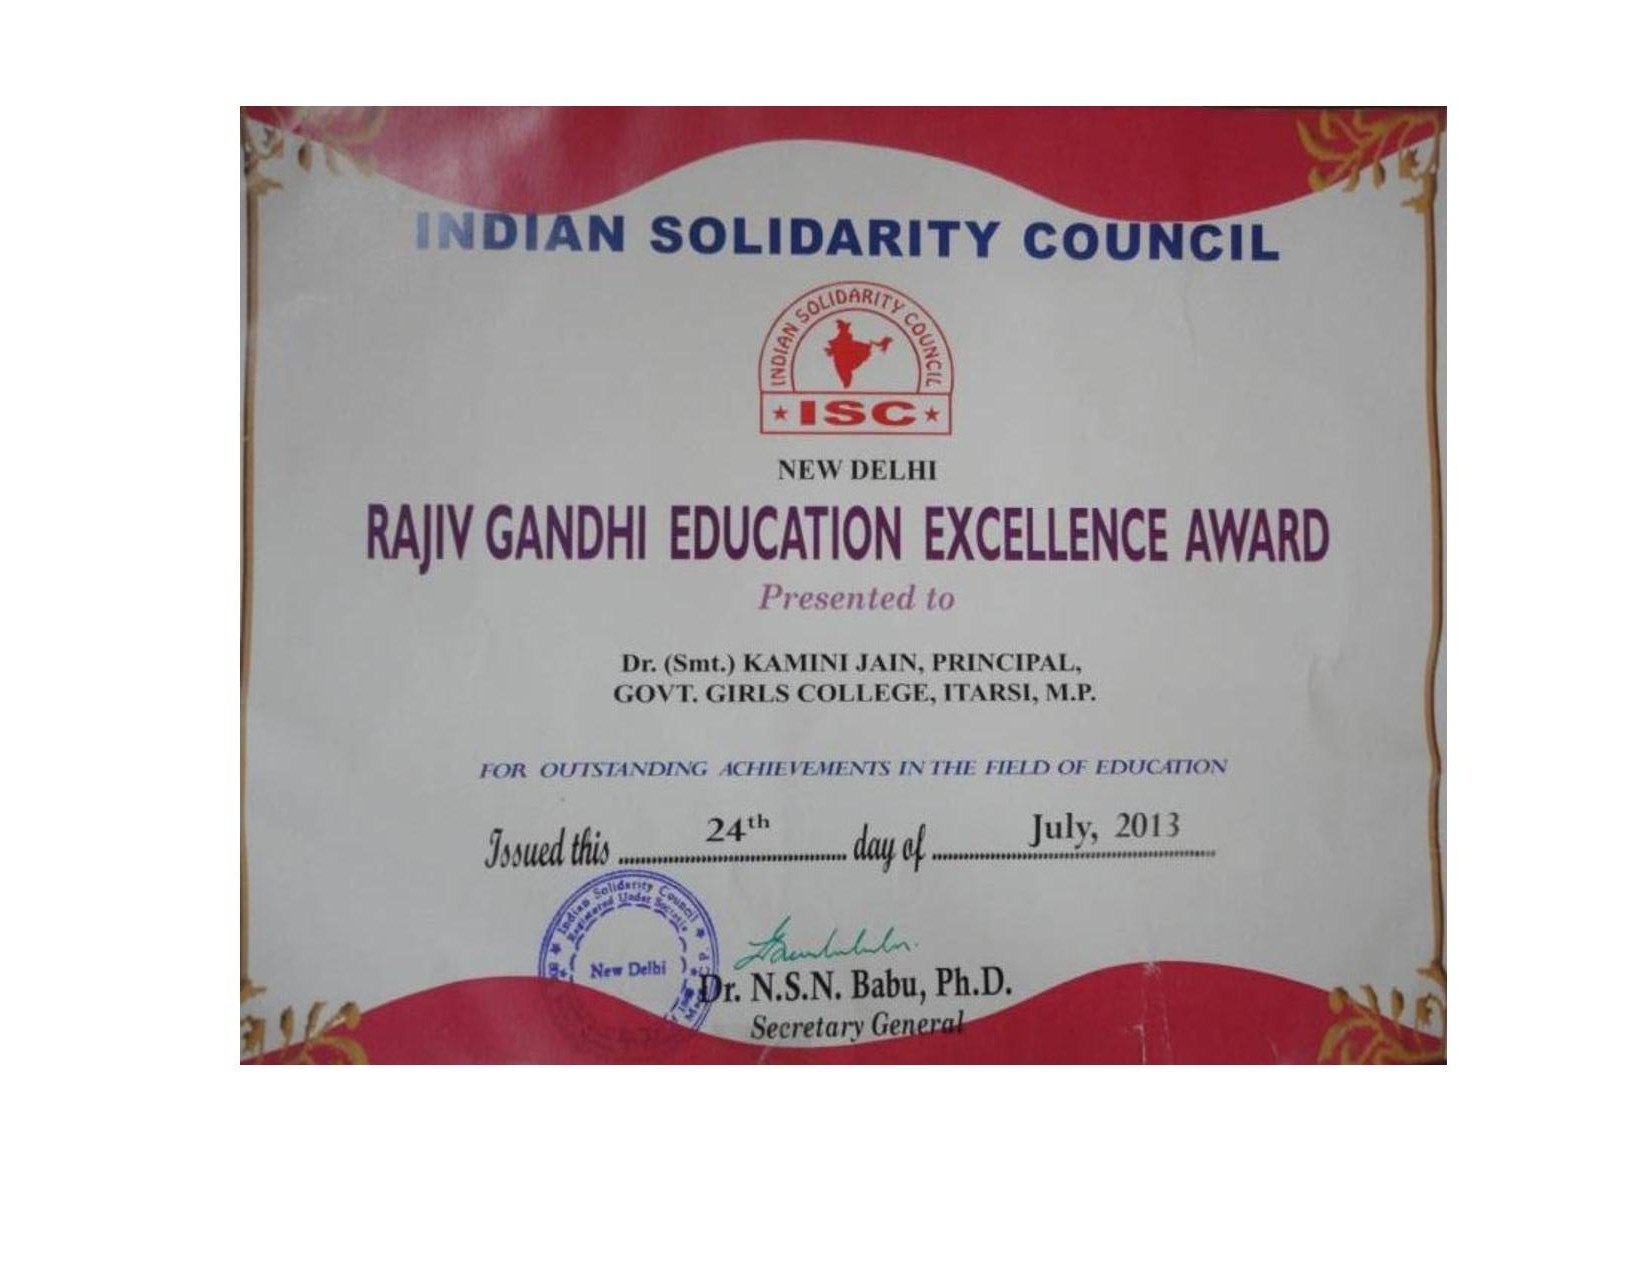 INDIAN SOLIDARITY COUNCIL
INDIAN SOLIDARITY COUNCIL
★ ISC ★
NEW DELHI
RAJIV GANDHI EDUCATION EXCELLENCE AWARD
Presented to
Dr. (Smt.) KAMINI JAIN, PRINCIPAL,
GOVT. GIRLS COLLEGE, ITARSI, M.P.
FOR OUTSTANDING ACHIEVEMENTS IN THE FIELD OF EDUCATION
Issued this 24th day of July, 2013
Indian Solidarity Council
Registered Under
New Delhi
Dr. N.S.N. Babu, Ph.D.
Secretary General